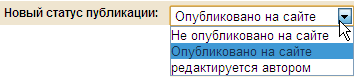 Новый статус публикации: Опубликовано на сайте
Не опубликовано на сайте
Опубликовано на сайте
редактируется автором